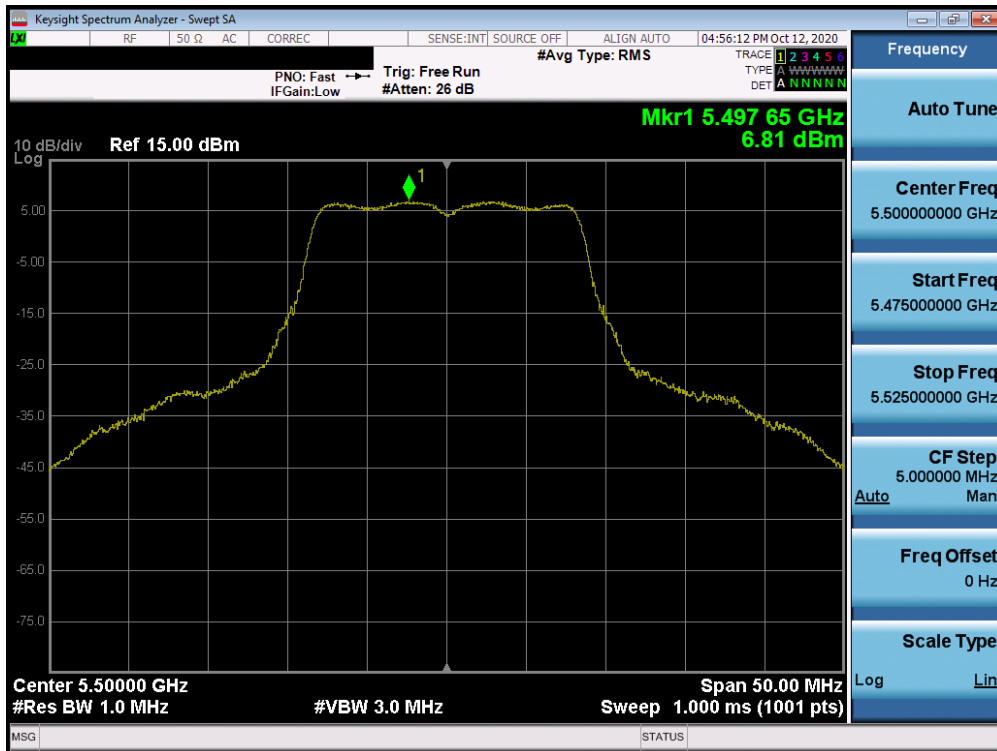 Keysight Spectrum Analyzer - Swept SA
LXI RF 50 Ω AC CORREC SENSE:INT SOURCE OFF ALIGN AUTO 04:56:12 PM Oct 12, 2020
#Avg Type: RMS
PNO: Fast
IFGain:Low
Trig: Free Run
#Atten: 26 dB
TRACE 1 2 3 4 5 6
TYPE A WWWWW
DET A N N N N N
Mkr1 5.497 65 GHz
6.81 dBm
10 dB/div Ref 15.00 dBm
Log
1
5.00
-5.00
-15.0
-25.0
-35.0
-45.0
-55.0
-65.0
-75.0
Center 5.50000 GHz Span 50.00 MHz
#Res BW 1.0 MHz #VBW 3.0 MHz Sweep 1.000 ms (1001 pts)
MSG STATUS
Frequency
Auto Tune
Center Freq
5.500000000 GHz
Start Freq
5.475000000 GHz
Stop Freq
5.525000000 GHz
CF Step
5.000000 MHz
Auto Man
Freq Offset
0 Hz
Scale Type
Log Lin